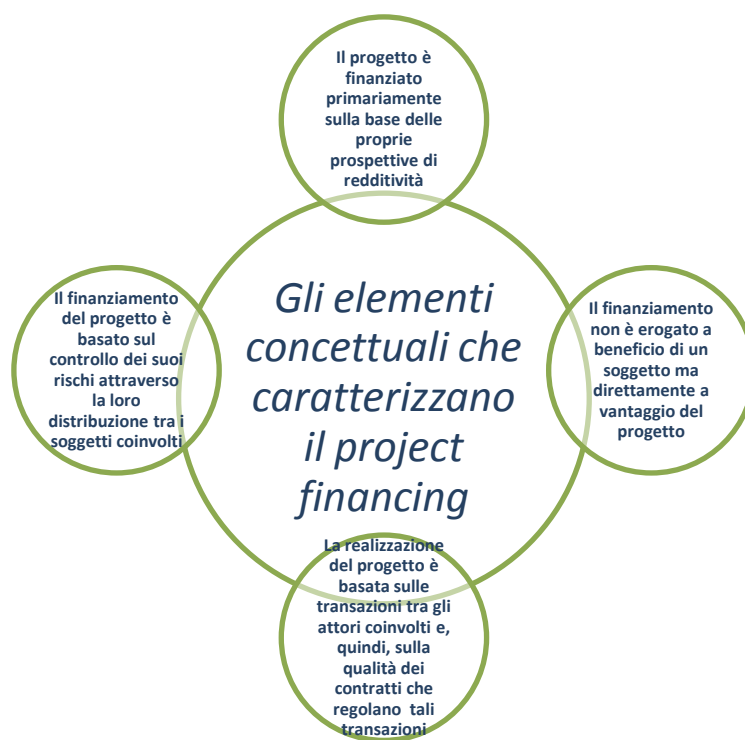 Il progetto è
finanziato
primariamente
sulla base delle
proprie
prospettive di
redditività
Gli elementi
concettuali che
caratterizzano
il project
financing
Il finanziamento
non è erogato a
beneficio di un
soggetto ma
direttamente a
vantaggio del
progetto
La realizzazione
del progetto è
basata sulle
transazioni tra gli
attori coinvolti e,
quindi, sulla
qualità dei
contratti che
regolano tali
transazioni
Il finanziamento
del progetto è
basato sul
controllo dei suoi
rischi attraverso
la loro
distribuzione tra i
soggetti coinvolti